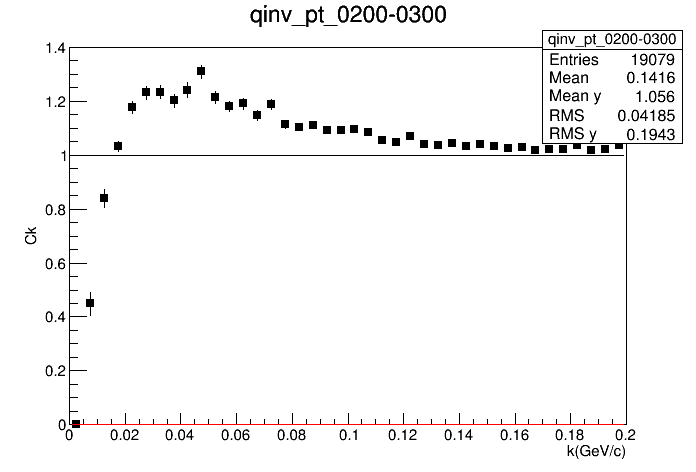 qinv_pt_0200-0300
qinv_pt_0200-0300
Entries 19079
Mean 0.1416
Mean y 1.056
RMS 0.04185
RMS y 0.1943
1.4
1.2
1
0.8
0.6
0.4
0.2
0
Ck
0 0.02 0.04 0.06 0.08 0.1 0.12 0.14 0.16 0.18 0.2
k(GeV/c)